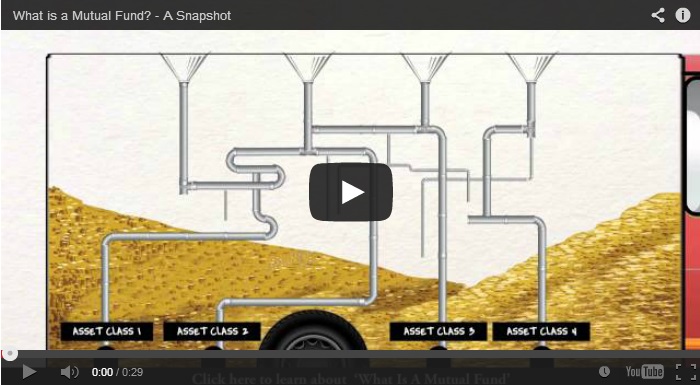 What is a Mutual Fund? - A Snapshot
ASSET CLASS 1
ASSET CLASS 2
ASSET CLASS 3
ASSET CLASS 4
0:00 / 0:29
YouTube
Click here to learn about 'What Is A Mutual Fund'